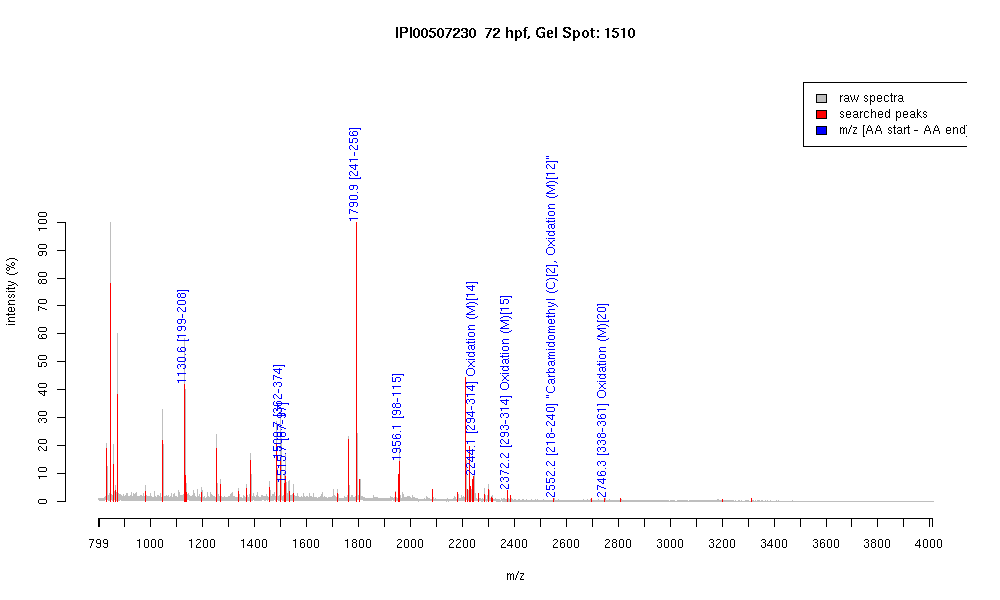 IPI00507230 72 hpf, Gel Spot: 1510
raw spectra
searched peaks
m/z [AA start - AA end]
1790.9 [241-256]
1130.6 [199-208]
[362-374]
1956.1 [98-115]
2244.1 [294-314] Oxidation (M)[14]
2372.2 [293-314] Oxidation (M)[15]
2552.2 [218-240] "Carbamidomethyl (C)[2], Oxidation (M)[12]"
2746.3 [338-361] Oxidation (M)[20]
intensity (%)
100
90
80
70
60
50
40
30
20
10
0
799 1000 1200 1400 1600 1800 2000 2200 2400 2600 2800 3000 3200 3400 3600 3800 4000
m/z